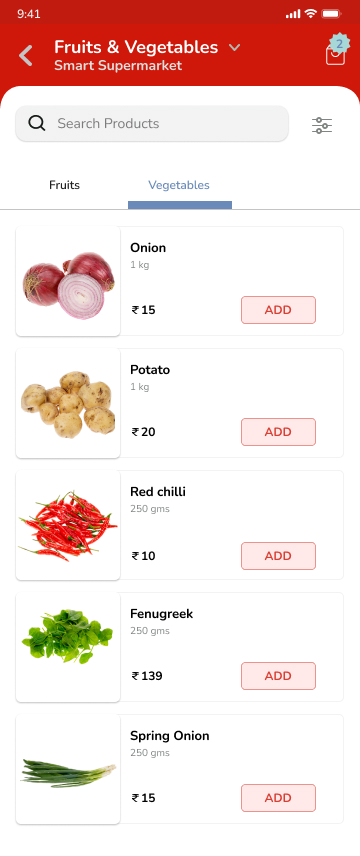 9:41
Fruits & Vegetables
Smart Supermarket
2
Search Products
Fruits
Vegetables
Onion
1 kg
₹ 15
ADD
Potato
1 kg
₹ 20
ADD
Red chilli
250 gms
₹ 10
ADD
Fenugreek
250 gms
₹ 139
ADD
Spring Onion
250 gms
₹ 15
ADD